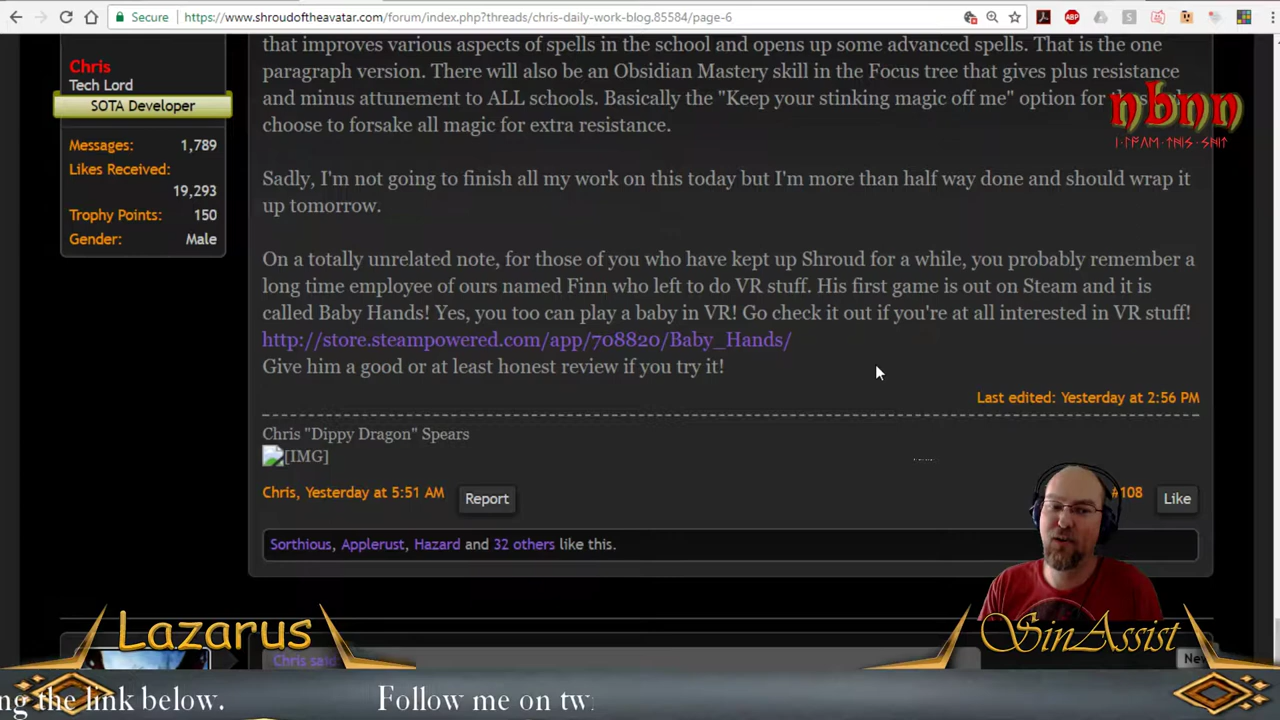 Secure https://www.shroudoftheavatar.com/forum/index.php?threads/chris-daily-work-blog.85584/page-6
ABP
that improves various aspects of spells in the school and opens up some advanced spells. That is the one
Chris
paragraph version. There will also be an Obsidian Mastery skill in the Focus tree that gives plus resistance
Tech Lord
and minus attunement to ALL schools. Basically the "Keep your stinking magic off me" option for
nbnn
SOTA Developer
choose to forsake all magic for extra resistance.
Messages: 1,789
Likes Received: 19,293
Sadly, I'm not going to finish all my work on this today but I'm more than half way done and should wrap it
up tomorrow.
Trophy Points: 150
Gender: Male
On a totally unrelated note, for those of you who have kept up Shroud for a while, you probably remember a
long time employee of ours named Finn who left to do VR stuff. His first game is out on Steam and it is
called Baby Hands! Yes, you too can play a baby in VR! Go check it out if you're at all interested in VR stuff!
http://store.steampowered.com/app/708820/Baby_Hands/
Give him a good or at least honest review if you try it!
Last edited: Yesterday at 2:56 PM
Chris "Dippy Dragon" Spears
[IMG]
Chris, Yesterday at 5:51 AM Report #108 Like
Sorthious, Applerust, Hazard and 32 others like this.
Lazarus
SinAssist
Chris said
ng the link below. Follow me on tw